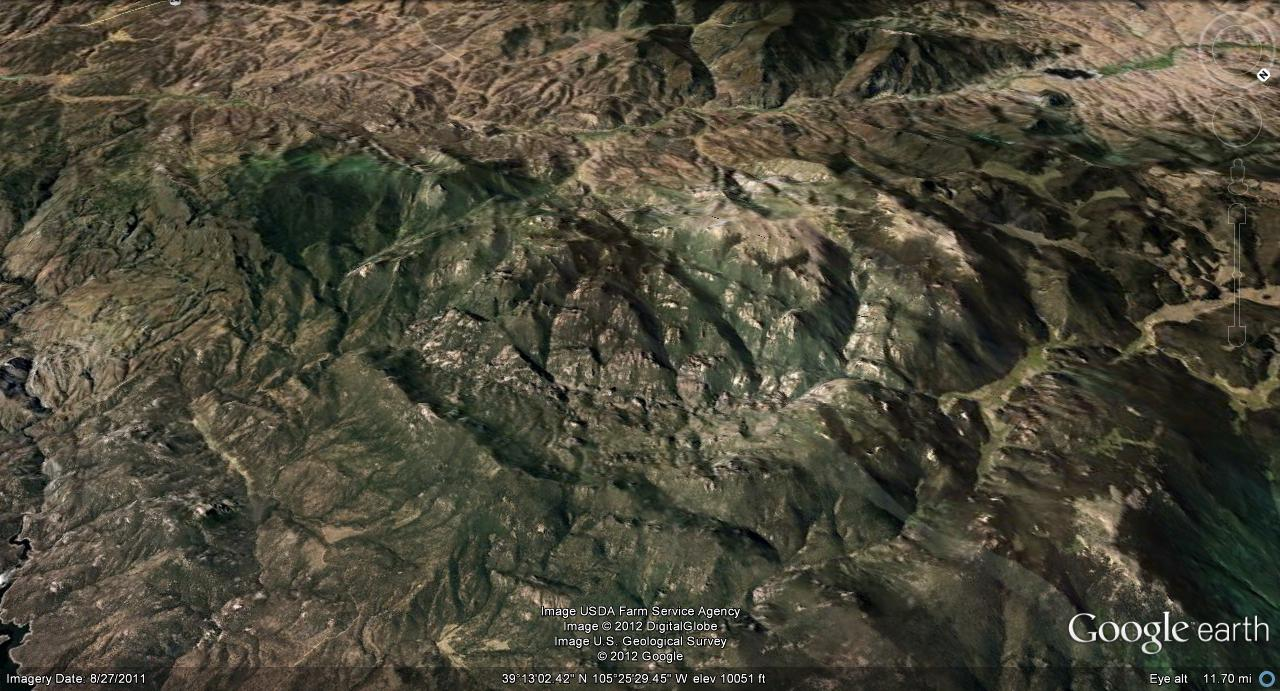 N
Image USDA Farm Service Agency
Image © 2012 DigitalGlobe
Image U.S. Geological Survey
© 2012 Google
Google earth
Imagery Date: 8/27/2011 39°13'02.42" N 105°25'29.45" W elev 10051 ft Eye alt 11.70 mi